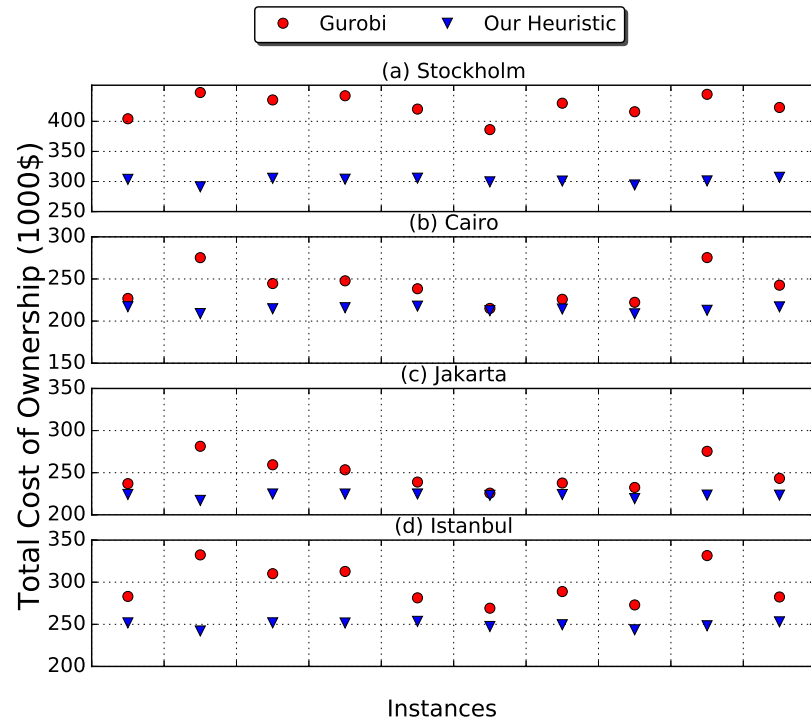 Gurobi Our Heuristic
(a) Stockholm
400
350
300
250
(b) Cairo
300
250
200
150
(c) Jakarta
350
300
250
200
(d) Istanbul
350
300
250
200
Total Cost of Ownership (1000$)
Instances